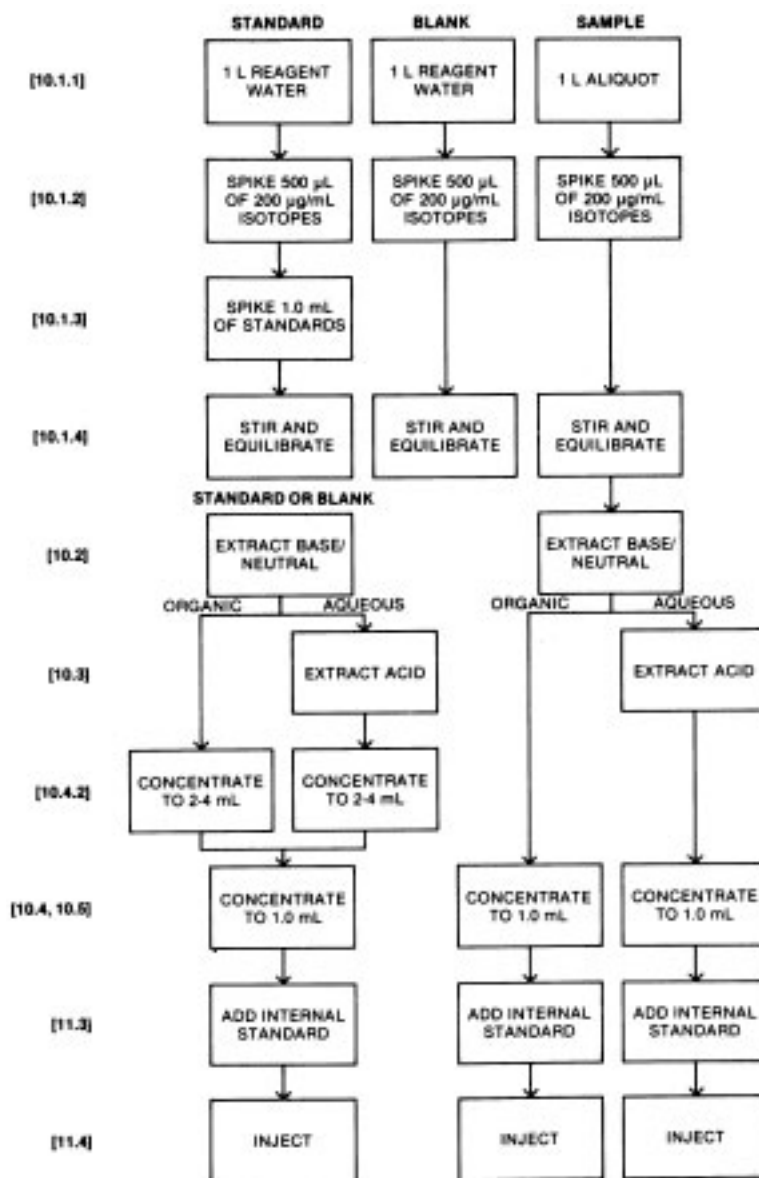 STANDARD BLANK SAMPLE
[10.1.1]
1 L REAGENT
WATER
1 L REAGENT
WATER
1 L ALIQUOT
[10.1.2]
SPIKE 500 µL
OF 200 µg/mL
ISOTOPES
SPIKE 500 µL
OF 200 µg/mL
ISOTOPES
SPIKE 500 µL
OF 200 µg/mL
ISOTOPES
[10.1.3]
SPIKE 1.0 mL
OF STANDARDS
[10.1.4]
STIR AND
EQUILIBRATE
STIR AND
EQUILIBRATE
STIR AND
EQUILIBRATE
STANDARD OR BLANK
[10.2]
EXTRACT BASE/
NEUTRAL
EXTRACT BASE/
NEUTRAL
ORGANIC AQUEOUS ORGANIC AQUEOUS
[10.3]
EXTRACT ACID
EXTRACT ACID
[10.4.2]
CONCENTRATE
TO 2-4 mL
CONCENTRATE
TO 2-4 mL
[10.4, 10.5]
CONCENTRATE
TO 1.0 mL
CONCENTRATE
TO 1.0 mL
CONCENTRATE
TO 1.0 mL
[11.3]
ADD INTERNAL
STANDARD
ADD INTERNAL
STANDARD
ADD INTERNAL
STANDARD
[11.4]
INJECT
INJECT
INJECT